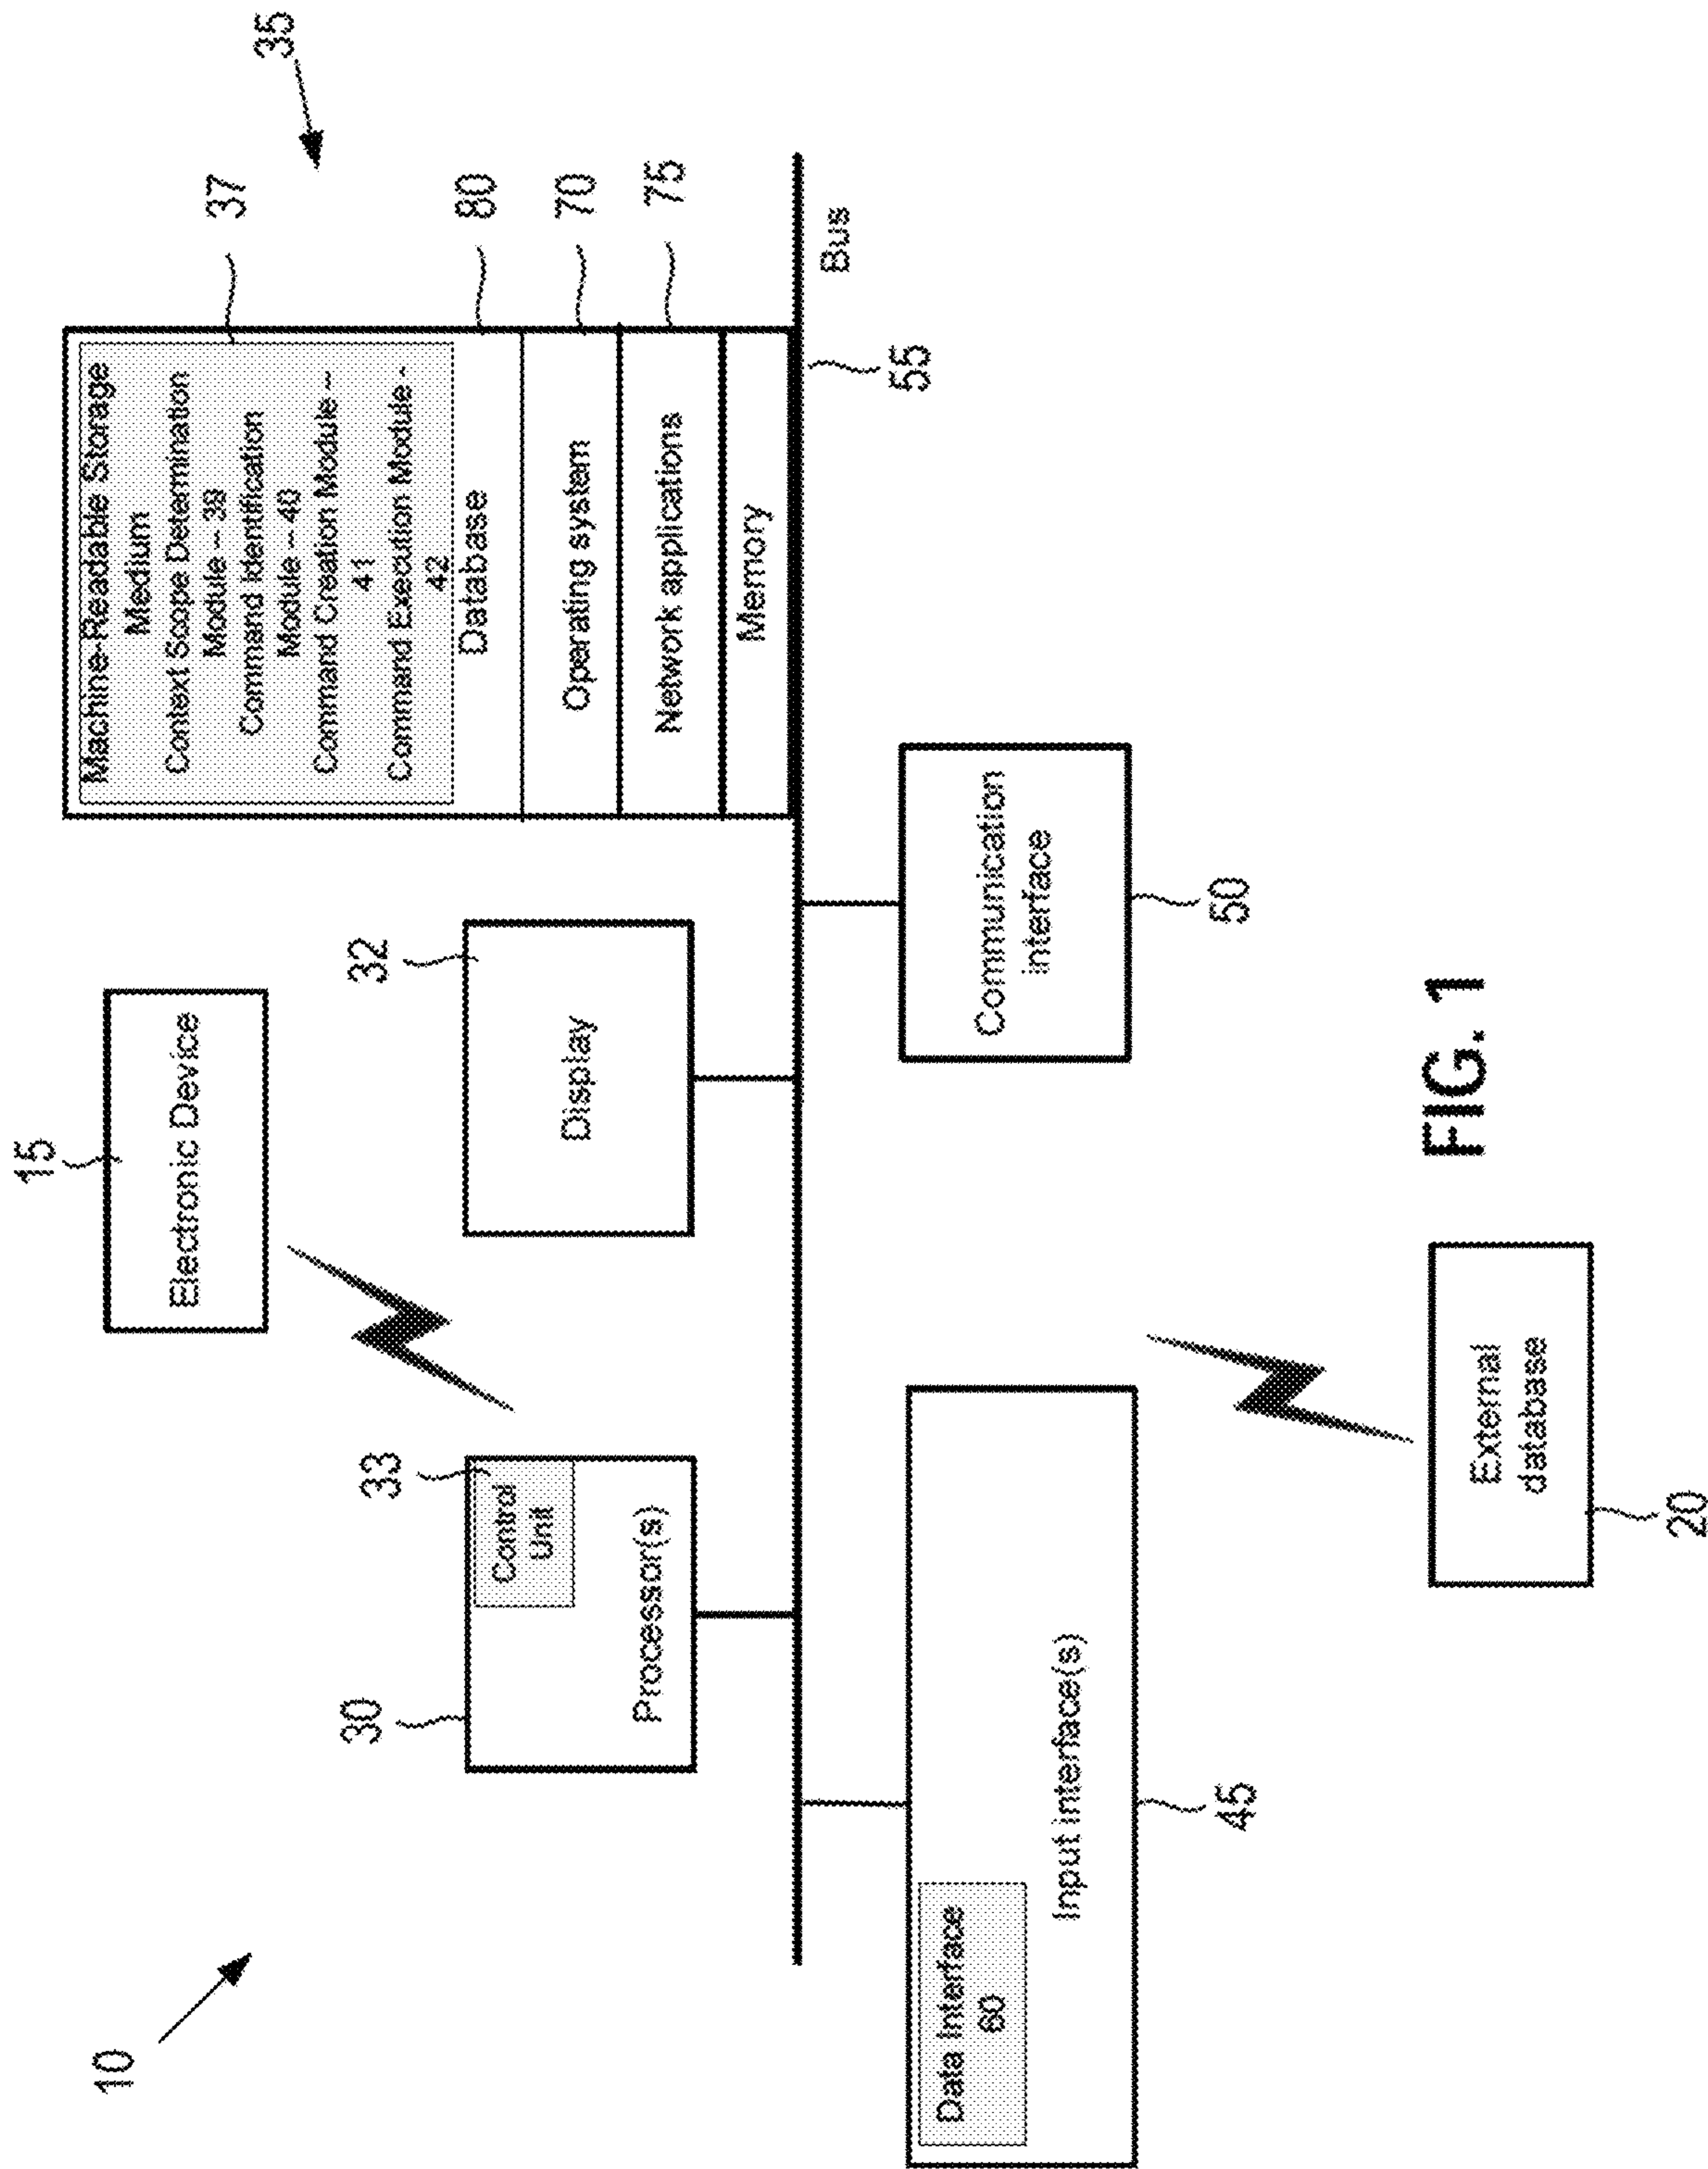 10
15
Electronic Device
35
37
Machine-Readable Storage
Medium
Context Scope Determination
Module -- 39
Command Identification
Module -- 40
Command Creation Module --
41
Command Execution Module -
42
80
Database
70
Operating system
75
Network applications
Memory
30
33
Control
Unit
Processor(s)
32
Display
Bus
55
Data Interface
60
Input interface(s)
45
Communication
interface
50
External
database
20
FIG. 1